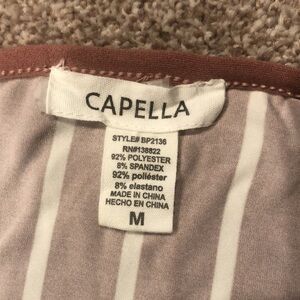 CAPELLA
STYLE# BP2136
RN#138822
92% POLYESTER
8% SPANDEX
92% poliéster
8% elastano
MADE IN CHINA
HECHO EN CHINA
M